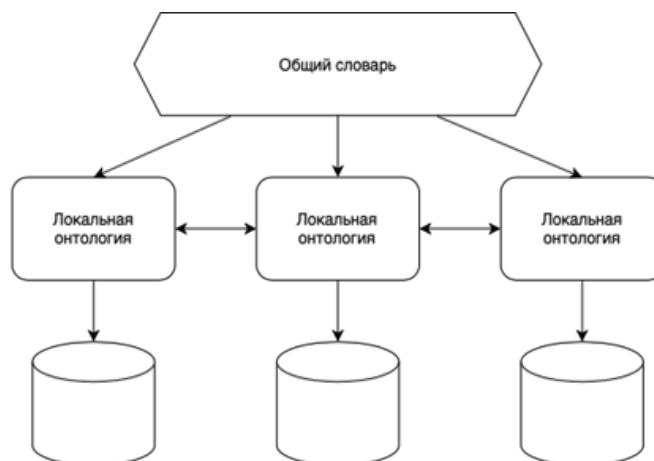 Общий словарь
Локальная
онтология
Локальная
онтология
Локальная
онтология